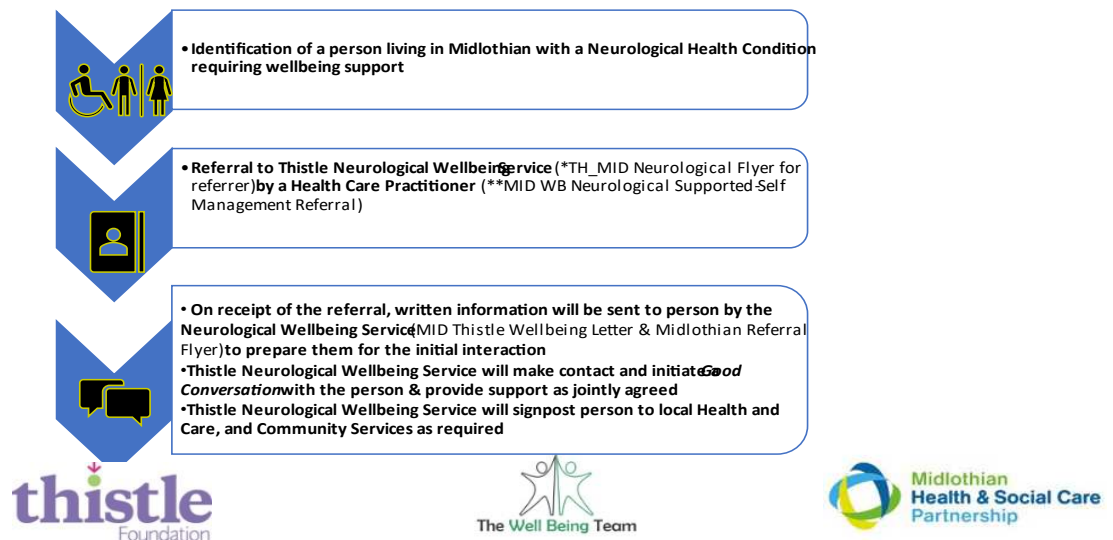 •Identification of a person living in Midlothian with a Neurological Health Condition
requiring wellbeing support
•Referral to Thistle Neurological Wellbeing Service (*TH_MID Neurological Flyer for
referrer) by a Health Care Practitioner (**MID WB Neurological Supported-Self
Management Referral)
• On receipt of the referral, written information will be sent to person by the
Neurological Wellbeing Service (MID Thistle Wellbeing Letter & Midlothian Referral
Flyer) to prepare them for the initial interaction
•Thistle Neurological Wellbeing Service will make contact and initiate a Good
Conversation with the person & provide support as jointly agreed
•Thistle Neurological Wellbeing Service will signpost person to local Health and
Care, and Community Services as required
thistle
Foundation
The Well Being Team
Midlothian
Health & Social Care
Partnership